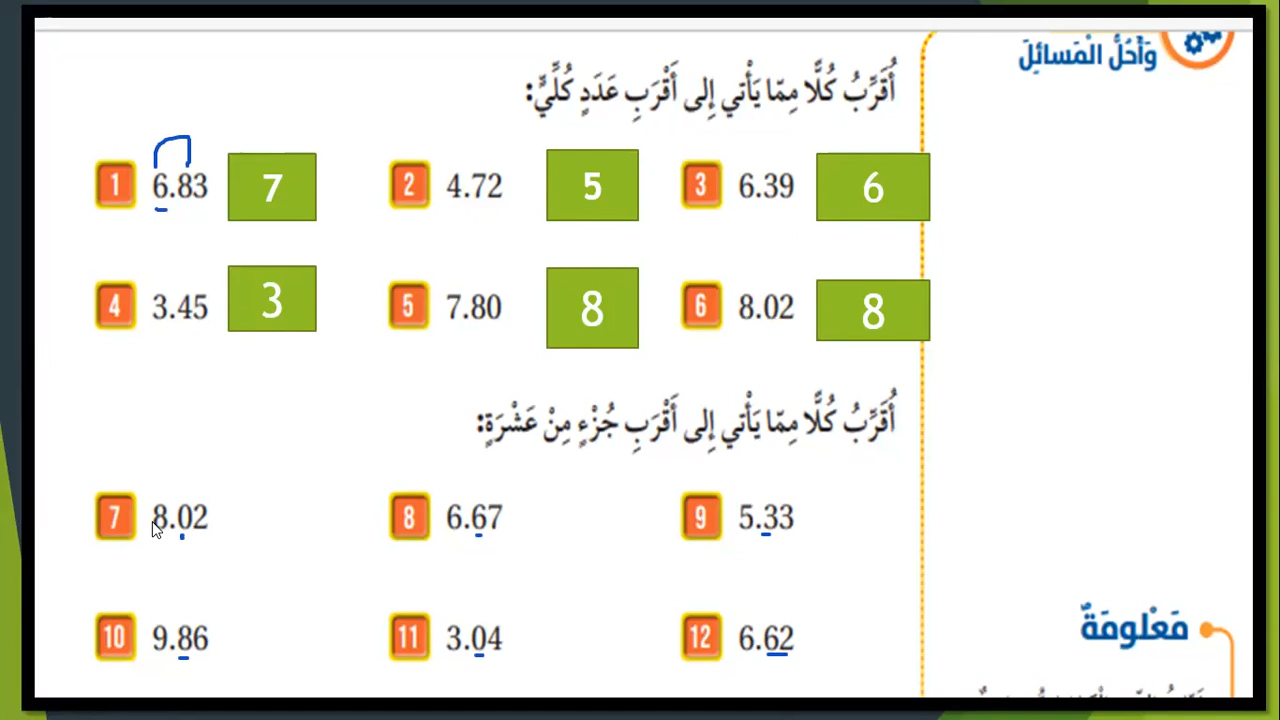 وَأَحُلُّ الْمَسائِلَ
أُقَرِّبُ كُلًّا مِمّا يَأْتي إِلى أَقْرَبِ عَدَدٍ كُلِّيٍّ:
1 6.83 7 2 4.72 5 3 6.39 6
4 3.45 3 5 7.80 8 6 8.02 8
أُقَرِّبُ كُلًّا مِمّا يَأْتي إِلى أَقْرَبِ جُزْءٍ مِنْ عَشْرَةٍ:
7 8.02 8 6.67 9 5.33
10 9.86 11 3.04 12 6.62
مَعْلومَةٌ